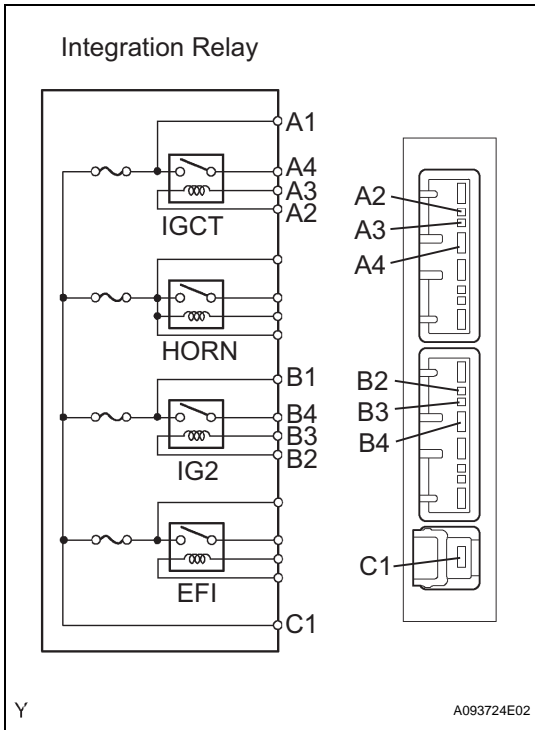 Integration Relay
A1
A4
A3
A2
IGCT
HORN
B1
B4
B3
B2
IG2
EFI
C1
A2
A3
A4
B2
B3
B4
C1
Y
A093724E02